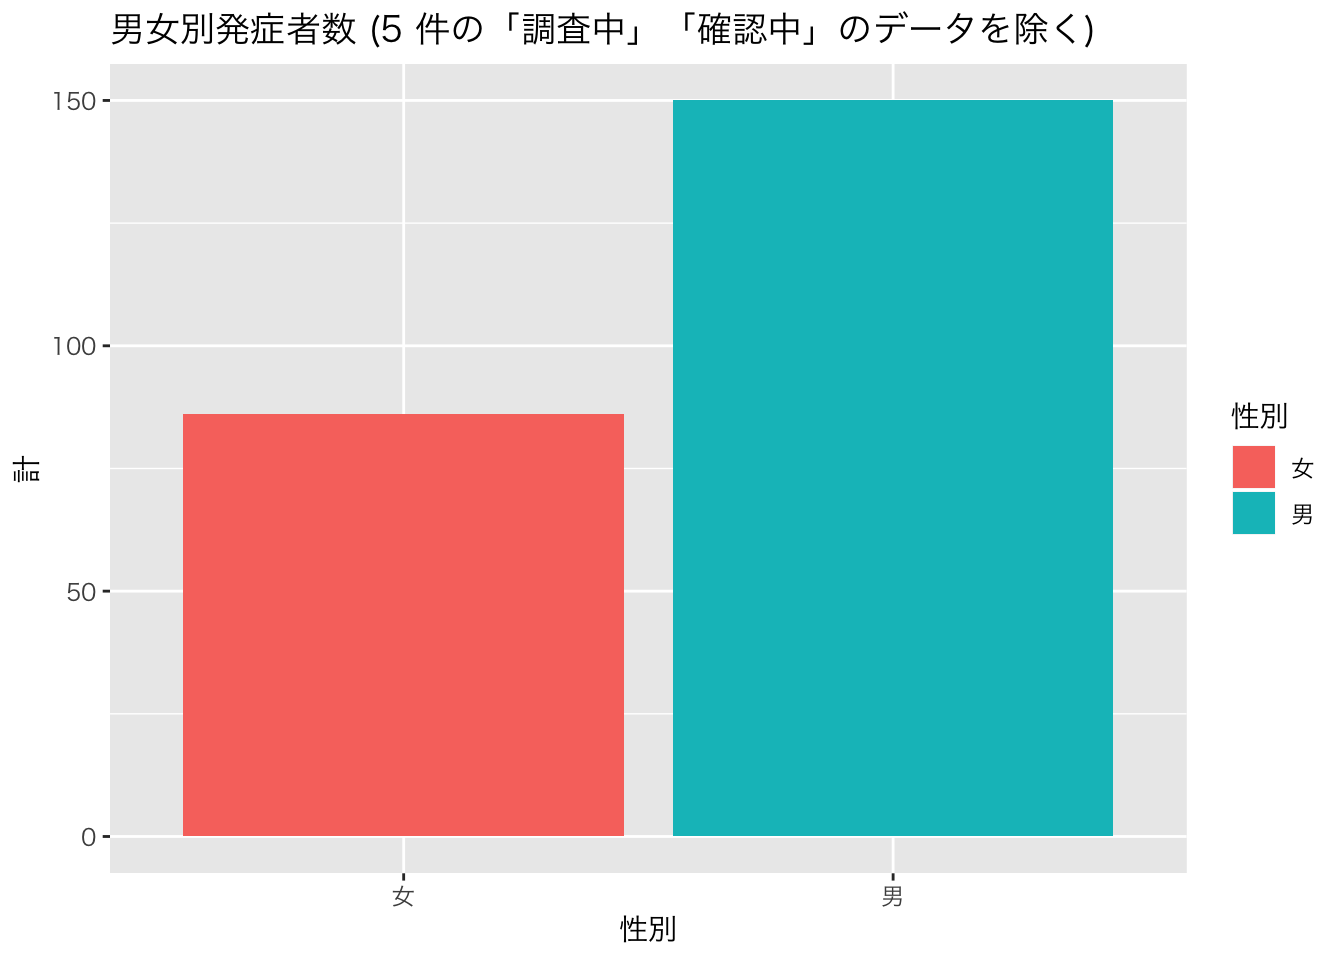 男女別発症者数 (5 件の「調査中」「確認中」のデータを除く)
150
100
50
0
計
女
男
性別
性別
女
男